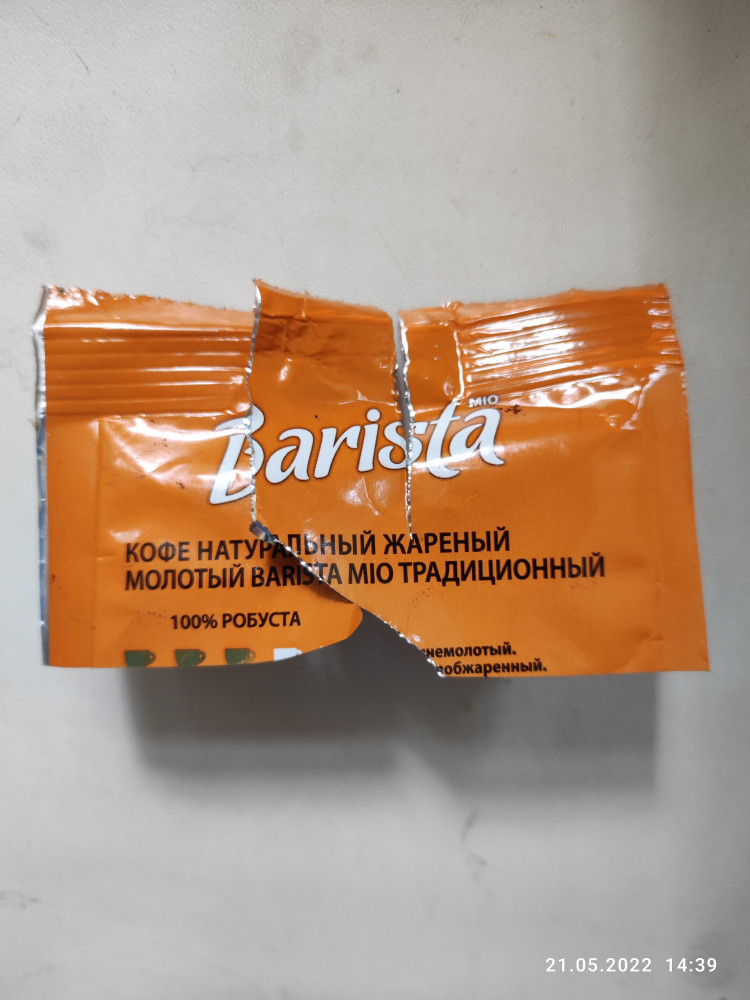 Barista
MIO
КОФЕ НАТУРАЛЬНЫЙ ЖАРЕНЫЙ
МОЛОТЫЙ BARISTA MIO ТРАДИЦИОННЫЙ
100% РОБУСТА
немолотый.
обжаренный.
21.05.2022 14:39